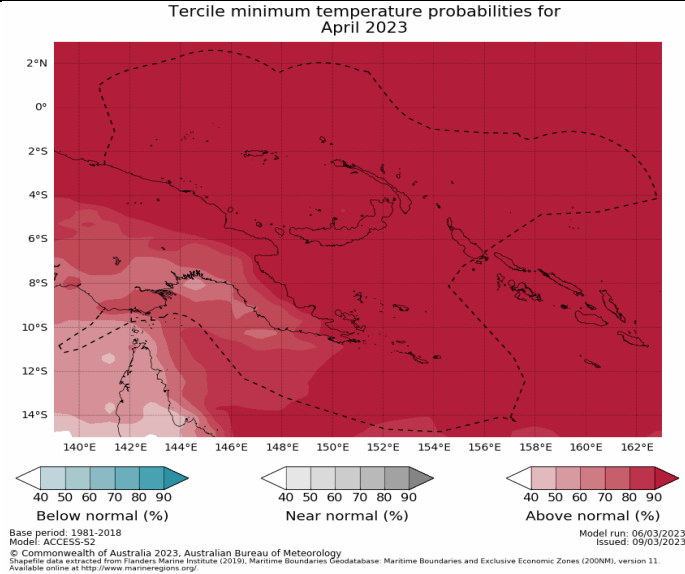 Tercile minimum temperature probabilities for
April 2023
2°N
0°
2°S
4°S
6°S
8°S
10°S
12°S
14°S
140°E 142°E 144°E 146°E 148°E 150°E 152°E 154°E 156°E 158°E 160°E 162°E
40 50 60 70 80 90 40 50 60 70 80 90 40 50 60 70 80 90
Below normal (%) Near normal (%) Above normal (%)
Base period: 1981-2018 Model run: 06/03/2023
Model: ACCESS-S2 Issued: 09/03/2023
© Commonwealth of Australia 2023, Australian Bureau of Meteorology
Shapefile data extracted from Flanders Marine Institute (2019), Maritime Boundaries Geodatabase: Maritime Boundaries and Exclusive Economic Zones (200NM), version 11.
Available online at http://www.marineregions.org/.